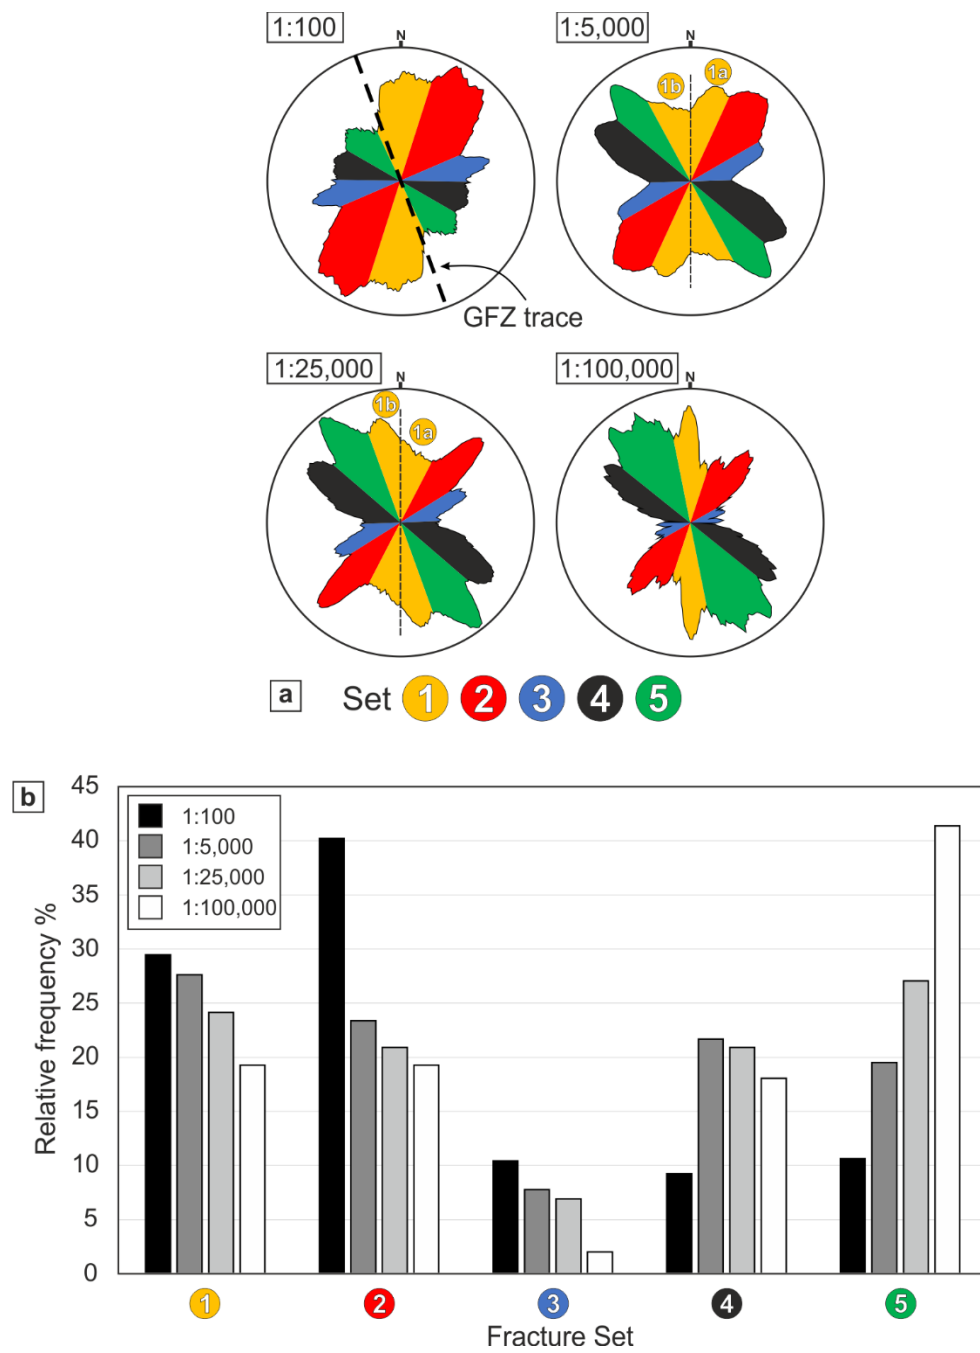 1:100
N
1:5,000
N
1b
1a
GFZ trace
1:25,000
N
1b
1a
1:100,000
N
a
Set 1 2 3 4 5
b
45
40
35
30
25
20
15
10
5
0
Relative frequency %
1:100
1:5,000
1:25,000
1:100,000
1 2 3 4 5
Fracture Set